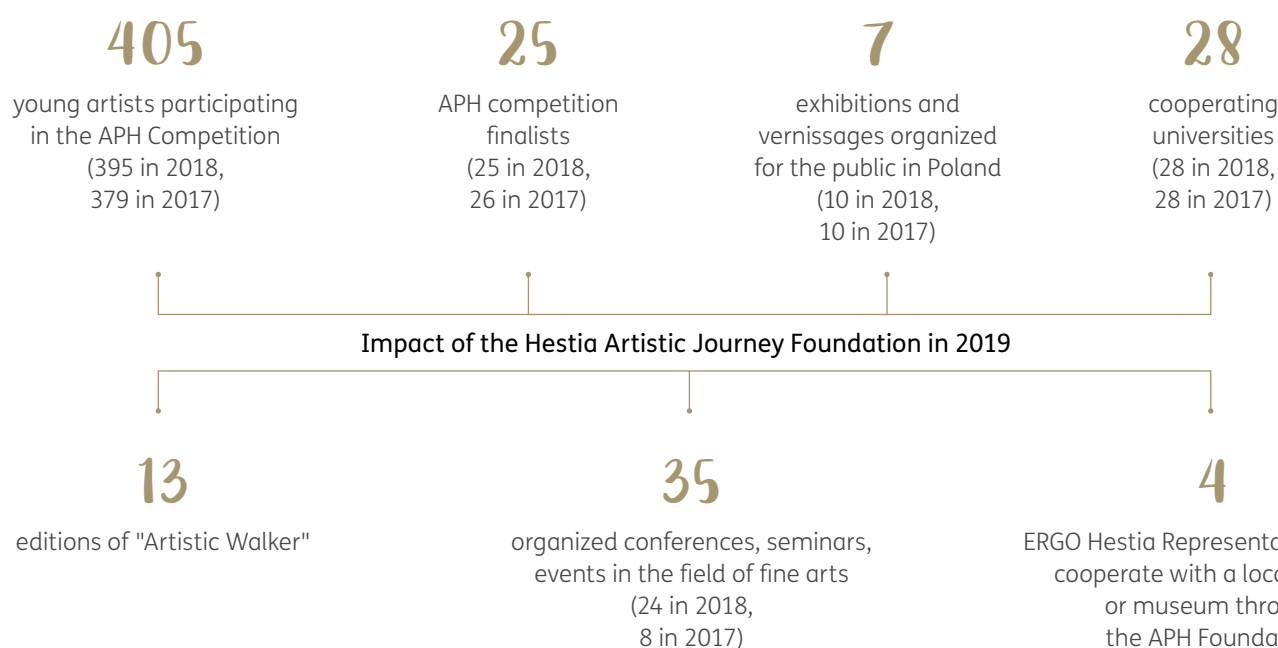 405
young artists participating
in the APH Competition
(395 in 2018,
379 in 2017)
25
APH competition
finalists
(25 in 2018,
26 in 2017)
7
exhibitions and
vernissages organized
for the public in Poland
(10 in 2018,
10 in 2017)
28
cooperating
universities
(28 in 2018,
28 in 2017)
Impact of the Hestia Artistic Journey Foundation in 2019
13
editions of "Artistic Walker"
35
organized conferences, seminars,
events in the field of fine arts
(24 in 2018,
8 in 2017)
4
ERGO Hestia
cooperate with a
or museum
the APH